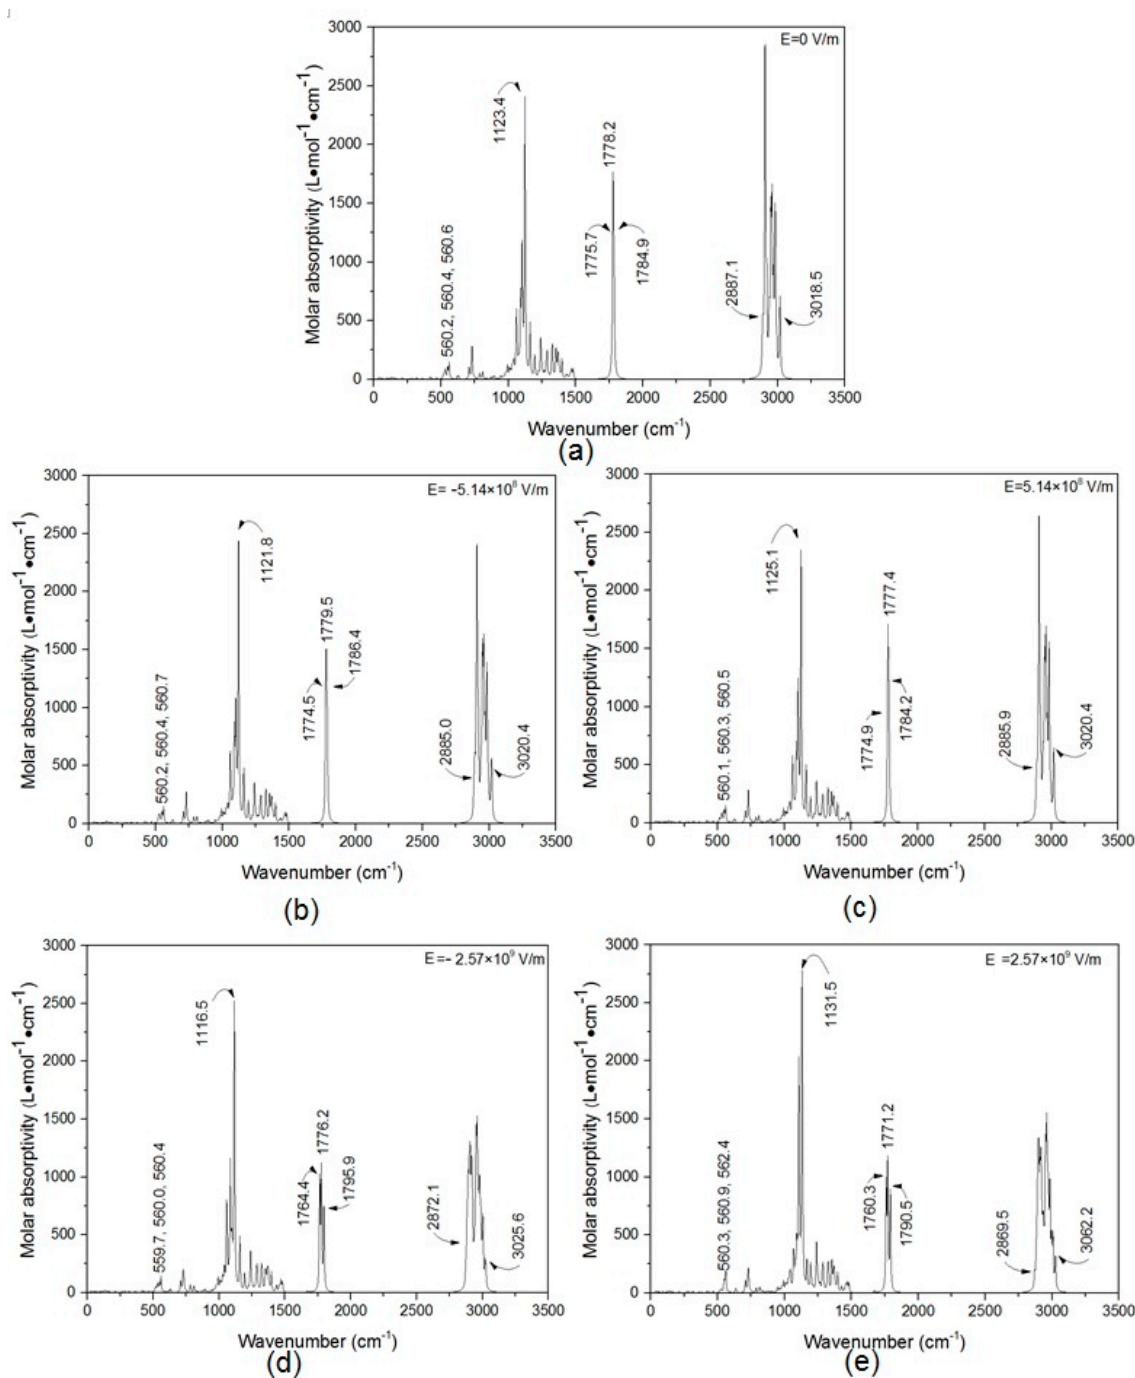 E=0 V/m
3000
2500
2000
1500
1000
500
0
Molar absorptivity (L●mol⁻¹●cm⁻¹)
560.2, 560.4, 560.6
1123.4
1778.2
1775.7
1784.9
2887.1
3018.5
0 500 1000 1500 2000 2500 3000 3500
Wavenumber (cm⁻¹)
(a)
E= −5.14×10⁸ V/m
3000
2500
2000
1500
1000
500
0
Molar absorptivity (L●mol⁻¹●cm⁻¹)
560.2, 560.4, 560.7
1121.8
1779.5
1774.5
1786.4
2885.0
3020.4
0 500 1000 1500 2000 2500 3000 3500
Wavenumber (cm⁻¹)
(b)
E=5.14×10⁸ V/m
3000
2500
2000
1500
1000
500
0
Molar absorptivity (L●mol⁻¹●cm⁻¹)
560.1, 560.3, 560.5
1125.1
1777.4
1774.9
1784.2
2885.9
3020.4
0 500 1000 1500 2000 2500 3000 3500
Wavenumber (cm⁻¹)
(c)
E =- 2.57×10⁹ V/m
3000
2500
2000
1500
1000
500
0
Molar absorptivity (L●mol⁻¹●cm⁻¹)
559.7, 560.0, 560.4
1116.5
1776.2
1764.4
1795.9
2872.1
3025.6
0 500 1000 1500 2000 2500 3000 3500
Wavenumber (cm⁻¹)
(d)
E =2.57×10⁹ V/m
3000
2500
2000
1500
1000
500
0
Molar absorptivity (L●mol⁻¹●cm⁻¹)
560.3, 560.9, 562.4
1131.5
1771.2
1760.3
1790.5
2869.5
3062.2
0 500 1000 1500 2000 2500 3000 3500
Wavenumber (cm⁻¹)
(e)